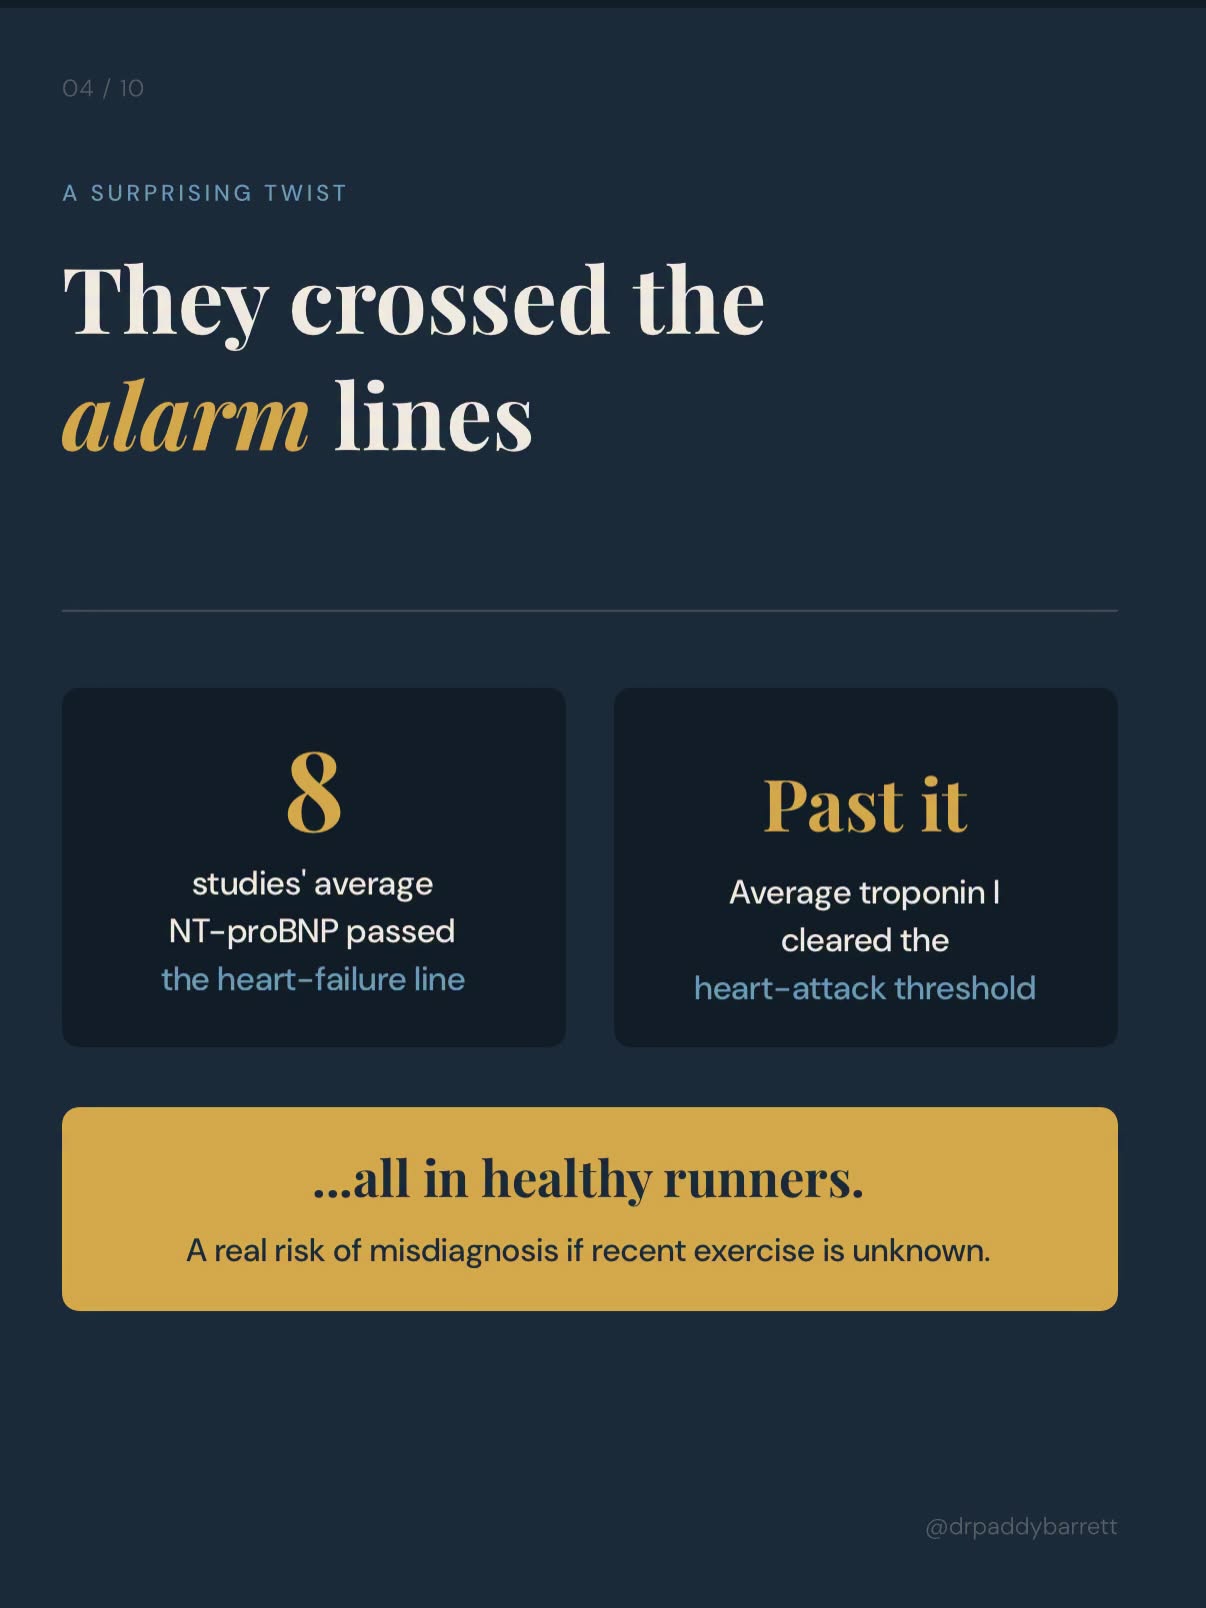 04 / 10
A SURPRISING TWIST
They crossed the
alarm lines
8
studies' average
NT-proBNP passed
the heart-failure line
Past it
Average troponin I
cleared the
heart-attack threshold
...all in healthy runners.
A real risk of misdiagnosis if recent exercise is unknown.
@drpaddybarrett